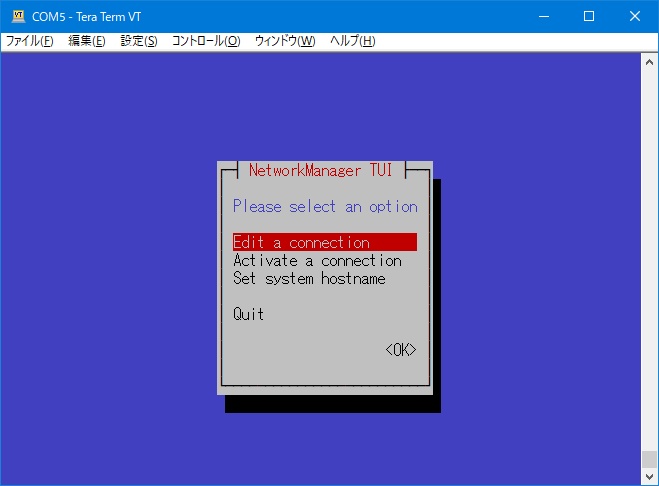 COM5 - Tera Term VT
ファイル(F) 編集(E) 設定(S) コントロール(O) ウィンドウ(W) ヘルプ(H)
NetworkManager TUI
Please select an option
Edit a connection
Activate a connection
Set system hostname
Quit
<OK>